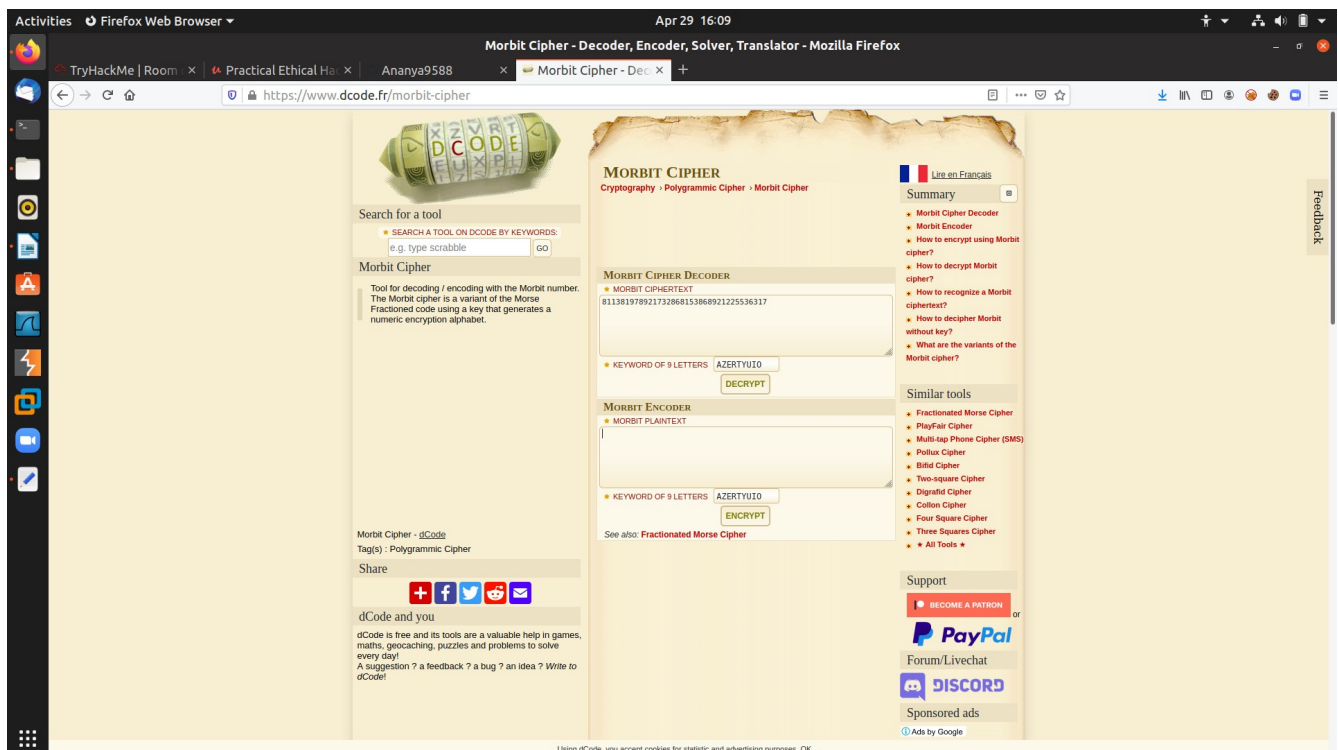 Activities Firefox Web Browser Apr 29 16:09
Morbit Cipher - Decoder, Encoder, Solver, Translator - Mozilla Firefox
TryHackMe | Room Practical Ethical Hac Ananya9588 Morbit Cipher - Dec
https://www.dcode.fr/morbit-cipher
DCODE
Search for a tool
SEARCH A TOOL ON DCODE BY KEYWORDS:
e.g. type scrabble GO
Morbit Cipher
Tool for decoding / encoding with the Morbit number.
The Morbit cipher is a variant of the Morse
Fractioned code using a key that generates a
numeric encryption alphabet.
Morbit Cipher - dCode
Tag(s) : Polygrammic Cipher
Share
dCode and you
dCode is free and its tools are a valuable help in games,
maths, geocaching, puzzles and problems to solve
every day!
A suggestion ? a feedback ? a bug ? an idea ? Write to
dCode!
MORBIT CIPHER
Cryptography › Polygrammic Cipher › Morbit Cipher
MORBIT CIPHER DECODER
MORBIT CIPHERTEXT
81138197892173286815386892122553631​7
KEYWORD OF 9 LETTERS AZERTYUIO
DECRYPT
MORBIT ENCODER
MORBIT PLAINTEXT
KEYWORD OF 9 LETTERS AZERTYUIO
ENCRYPT
See also: Fractionated Morse Cipher
Lire en Français
Summary
Morbit Cipher Decoder
Morbit Encoder
How to encrypt using Morbit
cipher?
How to decrypt Morbit
cipher?
How to recognize a Morbit
ciphertext?
How to decipher Morbit
without key?
What are the variants of the
Morbit cipher?
Similar tools
Fractionated Morse Cipher
PlayFair Cipher
Multi-tap Phone Cipher (SMS)
Pollux Cipher
Bifid Cipher
Two-square Cipher
Digrafid Cipher
Collon Cipher
Four Square Cipher
Three Squares Cipher
★ All Tools ★
Support
BECOME A PATRON or
PayPal
Forum/Livechat
DISCORD
Sponsored ads
Ads by Google
Feedback
Using dCode, you accept cookies for statistic and advertising purposes. OK